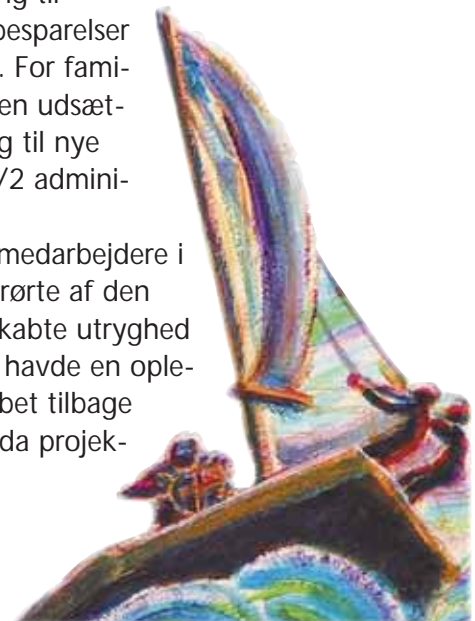 besparelser
. For fami-
en udsæt-
g til nye
/2 admini-
medarbejdere i
rørte af den
kabte utryghed
havde en ople-
bet tilbage
da projek-